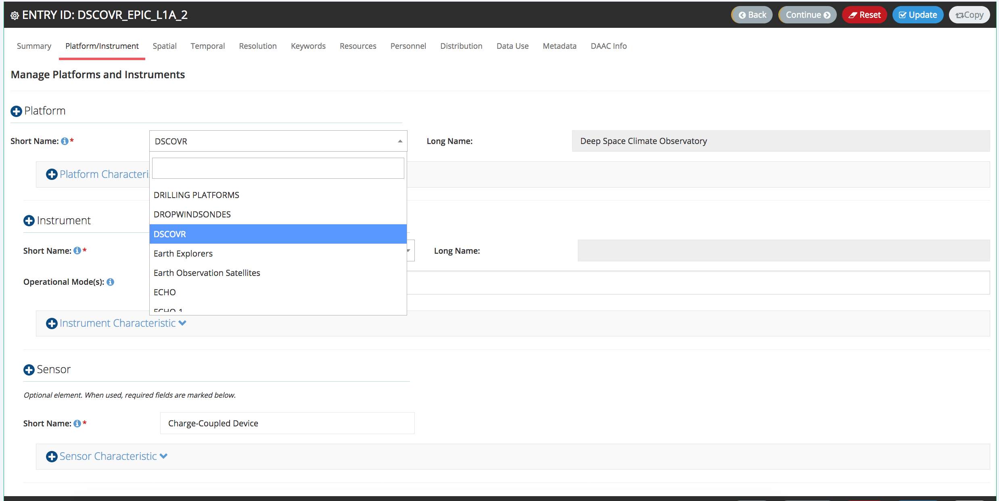 ENTRY ID: DSCOVR_EPIC_L1A_2 Back Continue Reset Update Copy
Summary Platform/Instrument Spatial Temporal Resolution Keywords Resources Personnel Distribution Data Use Metadata DAAC Info
Manage Platforms and Instruments
Platform
Short Name: * DSCOVR Long Name: Deep Space Climate Observatory
Platform Characteris
DRILLING PLATFORMS
DROPWINDSONDES
Instrument
DSCOVR
Short Name: * Earth Explorers Long Name:
Earth Observation Satellites
Operational Mode(s):
ECHO
ECHO 1
Instrument Characteristic
Sensor
Optional element. When used, required fields are marked below.
Short Name: * Charge-Coupled Device
Sensor Characteristic